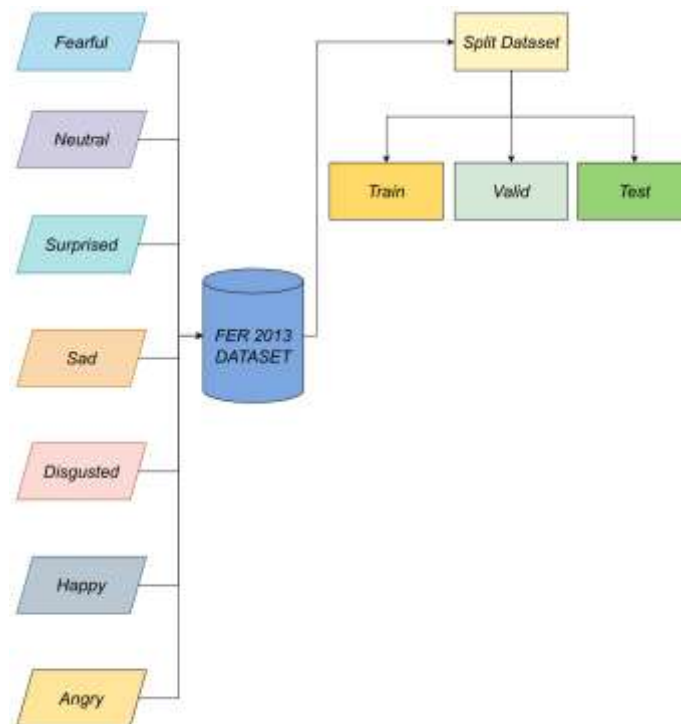 Fearful
Neutral
Surprised
Sad
Disgusted
Happy
Angry
FER 2013
DATASET
Split Dataset
Train
Valid
Test